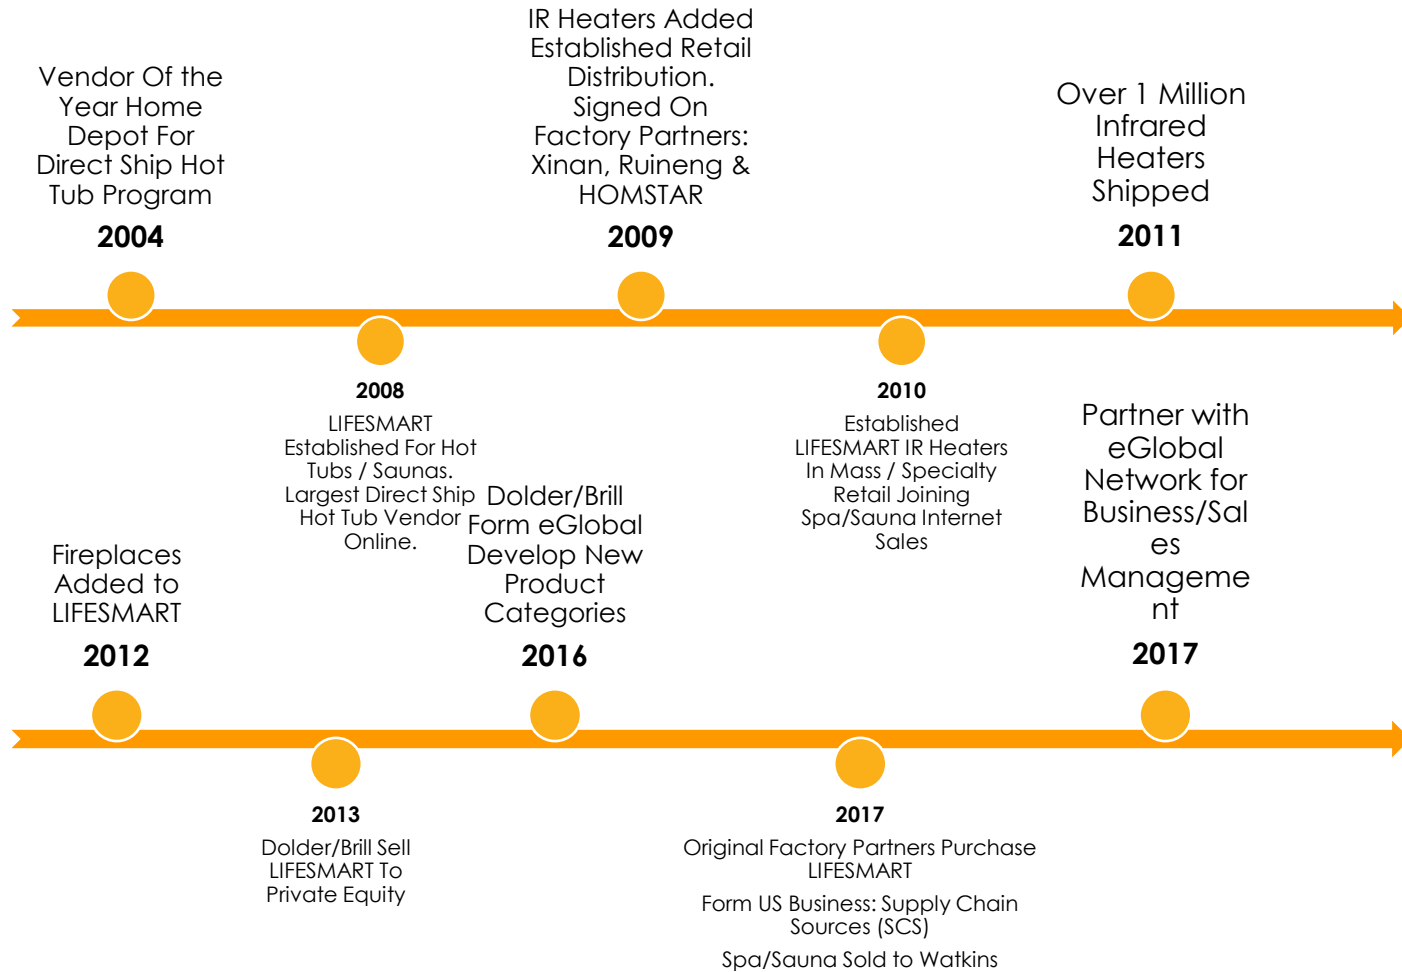 Vendor Of the
Year Home
Depot For
Direct Ship Hot
Tub Program
2004
2008
LIFESMART
Established For Hot
Tubs / Saunas.
Largest Direct Ship
Hot Tub Vendor
Online.
IR Heaters Added
Established Retail
Distribution.
Signed On
Factory Partners:
Xinan, Ruineng &
HOMSTAR
2009
2010
Established
LIFESMART IR Heaters
In Mass / Specialty
Retail Joining
Spa/Sauna Internet
Sales
Over 1 Million
Infrared
Heaters
Shipped
2011
Fireplaces
Added to
LIFESMART
2012
2013
Dolder/Brill Sell
LIFESMART To
Private Equity
Dolder/Brill
Form eGlobal
Develop New
Product
Categories
2016
2017
Original Factory Partners Purchase
LIFESMART
Form US Business: Supply Chain
Sources (SCS)
Spa/Sauna Sold to Watkins
Partner with
eGlobal
Network for
Business/Sal
es
Manageme
nt
2017